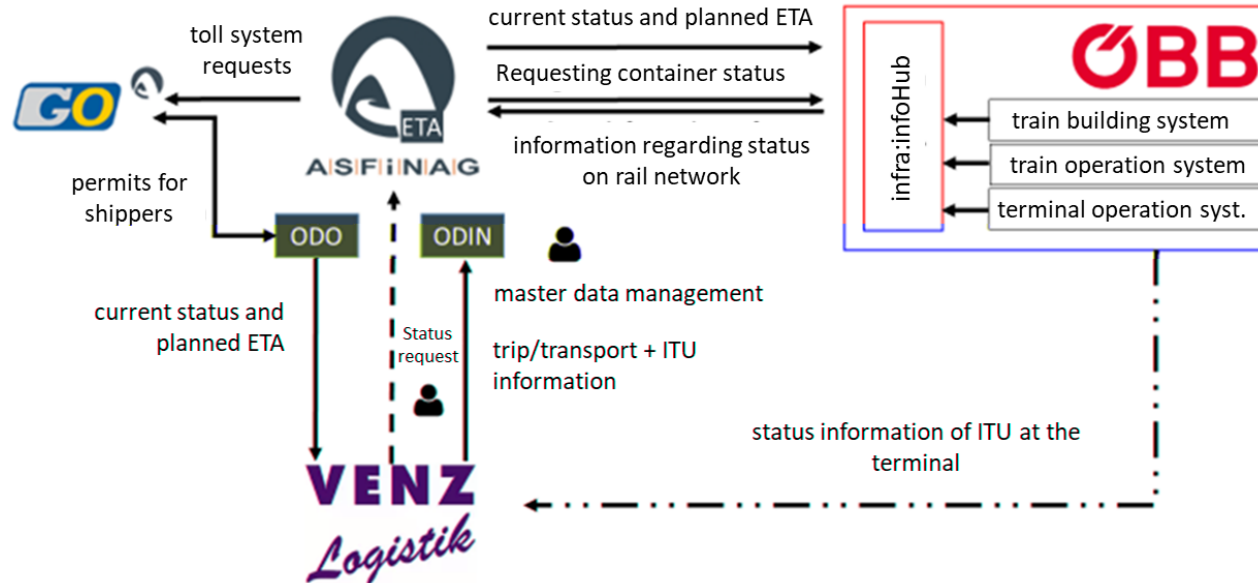 current status and planned ETA
toll system
requests
ÖBB
Requesting container status
GO
ETA
ASFiNAG
infra:infoHub
train building system
train operation system
terminal operation syst.
information regarding status
on rail network
permits for
shippers
ODO
ODIN
master data management
current status and
planned ETA
Status
request
trip/transport + ITU
information
status information of ITU at the
terminal
VENZ
Logistik